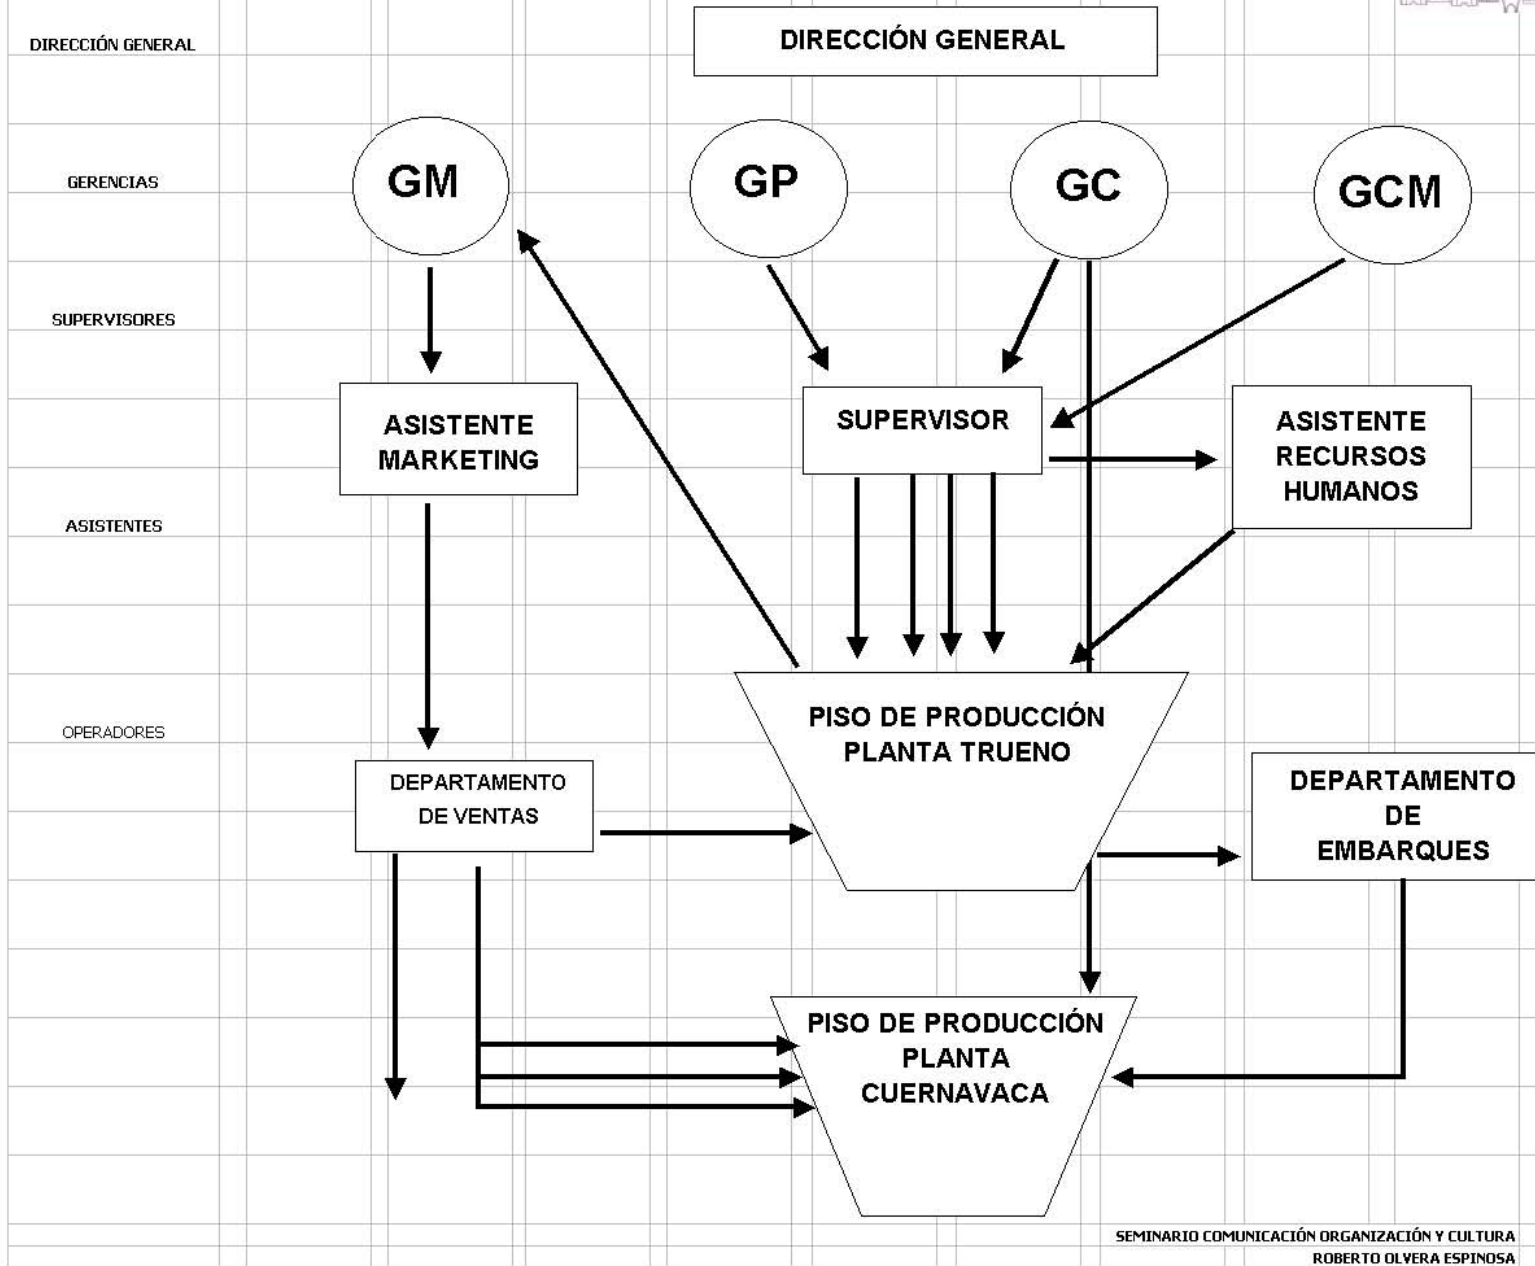 DIRECCIÓN GENERAL
DIRECCIÓN GENERAL
GERENCIAS
GM
GP
GC
GCM
SUPERVISORES
ASISTENTE
MARKETING
SUPERVISOR
ASISTENTE
RECURSOS
HUMANOS
ASISTENTES
OPERADORES
PISO DE PRODUCCIÓN
PLANTA TRUENO
DEPARTAMENTO
DE VENTAS
DEPARTAMENTO
DE
EMBARQUES
PISO DE PRODUCCIÓN
PLANTA
CUERNAVACA
SEMINARIO COMUNICACIÓN ORGANIZACIÓN Y CULTURA
ROBERTO OLVERA ESPINOSA